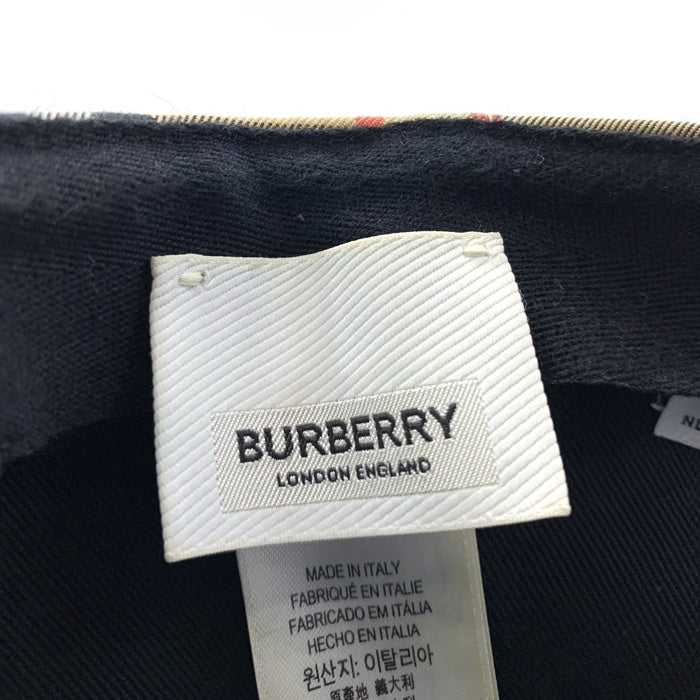 BURBERRY
LONDON ENGLAND
MADE IN ITALY
FABRIQUÉ EN ITALIE
FABRICADO EM ITÁLIA
HECHO EN ITALIA
원산지: 이탈리아
原產地 義大利